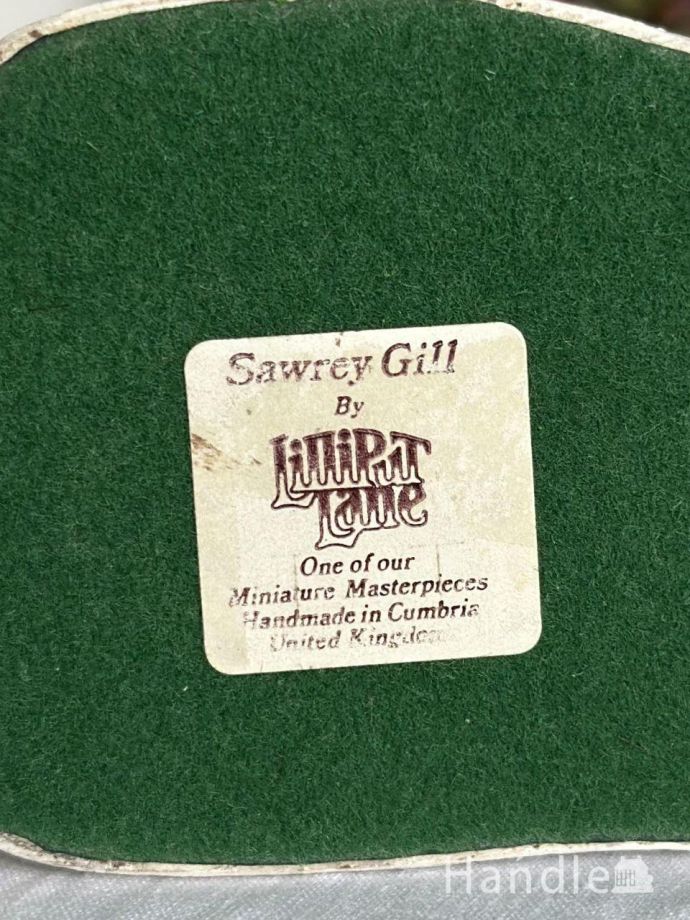 Sawrey Gill
By
LilliPuT
Lane
One of our
Miniature Masterpieces
Handmade in Cumbria
United Kingdom
Handle